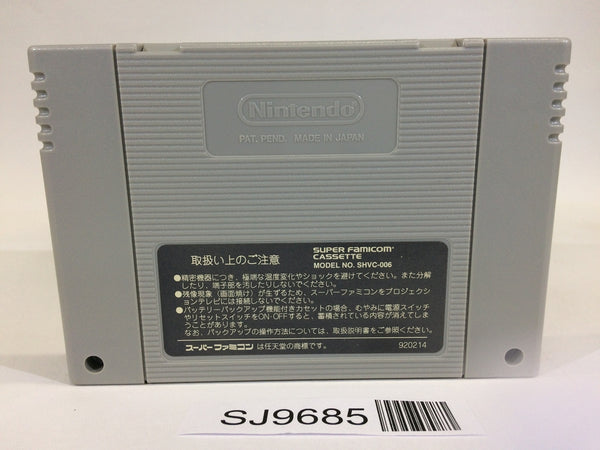 Nintendo
PAT. PEND. MADE IN JAPAN
取扱い上のご注意
SUPER FAMICOM
CASSETTE
MODEL NO. SHVC-006
●精密機器につき、極端な温度変化やショックを避けてください。また分解
したり、端子部を汚したりしないでください。
●残像現象（画面焼け）が生ずるため、スーパーファミコンをプロジェクシ
ョンテレビには接続しないでください。
●バッテリーバックアップ機能付きカセットの場合、むやみに電源スイッチ
やリセットスイッチをON・OFFすると、蓄積されている内容が消えてしま
うことがあります。
なお、バックアップの操作方法については、取扱説明書をご参照ください。
スーパーファミコン は任天堂の商標です。
920214
SJ9685